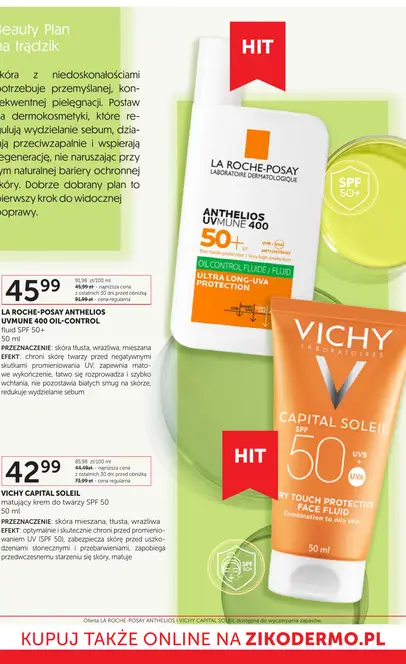 Beauty Plan
na trądzik
skóra z niedoskonałościami
potrzebuje przemyślanej, kon-
sekwentnej pielęgnacji. Postaw
na dermokosmetyki, które re-
gulują wydzielanie sebum, dzia-
łają przeciwzapalnie i wspierają
regenerację, nie naruszając przy
tym naturalnej bariery ochronnej
skóry. Dobrze dobrany plan to
pierwszy krok do widocznej
poprawy.
HIT
LA ROCHE-POSAY
LABORATOIRE DERMATOLOGIQUE
ANTHELIOS
UVMUNE 400
50+
OIL CONTROL FLUIDE / FLUID
ULTRA LONG-UVA
PROTECTION
SPF
50+
4599
91,98 zł/100 ml
45,99 zł - najniższa cena
z ostatnich 30 dni przed obniżką
91,99 zł - cena regularna
LA ROCHE-POSAY ANTHELIOS
UVMUNE 400 OIL-CONTROL
fluid SPF 50+
50 ml
PRZEZNACZENIE: skóra tłusta, wrażliwa, mieszana
EFEKT: chroni skórę twarzy przed negatywnymi
skutkami promieniowania UV, zapewnia mato-
we wykończenie, łatwo się rozprowadza i szybko
wchłania, nie pozostawia białych smug na skórze,
redukuje wydzielanie sebum
HIT
VICHY
CAPITAL SOLEIL
SPF
50
UVB
+
UVA
DRY TOUCH PROTECTIVE
FACE FLUID
Combination to oily skin
50 ml
SPF
50+
4299
85,98 zł/100 ml
44,49zł - najniższa cena
z ostatnich 30 dni przed obniżką
73,99 zł - cena regularna
VICHY CAPITAL SOLEIL
matujący krem do twarzy SPF 50
50 ml
PRZEZNACZENIE: skóra mieszana, tłusta, wrażliwa
EFEKT: optymalnie i skutecznie chroni przed promienio-
waniem UV (SPF 50), zabezpiecza skórę przed uszko-
dzeniami słonecznymi i przebarwieniami, zapobiega
przedwczesnemu starzeniu się skóry, matuje
Oferta LA ROCHE-POSAY ANTHELIOS i VICHY CAPITAL SOLEIL dostępna do wyczerpania zapasów.
KUPUJ TAKŻE ONLINE NA ZIKODERMO.PL